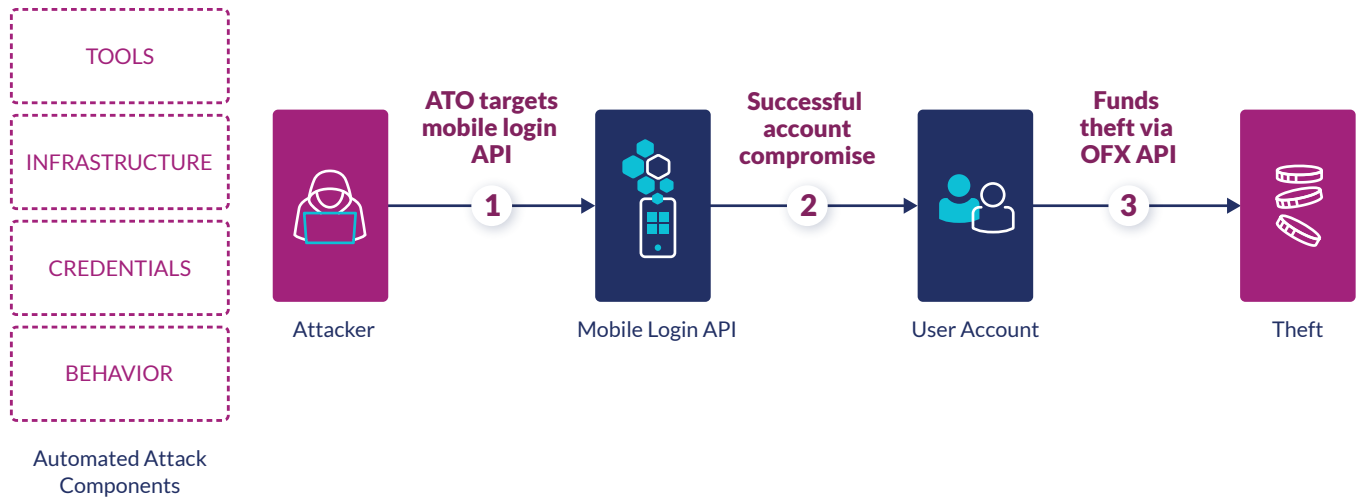 TOOLS
INFRASTRUCTURE
CREDENTIALS
BEHAVIOR
Automated Attack
Components
ATO targets
mobile login
API
1
Successful
account
compromise
2
Funds
theft via
OFX API
3
Attacker
Mobile Login API
User Account
Theft